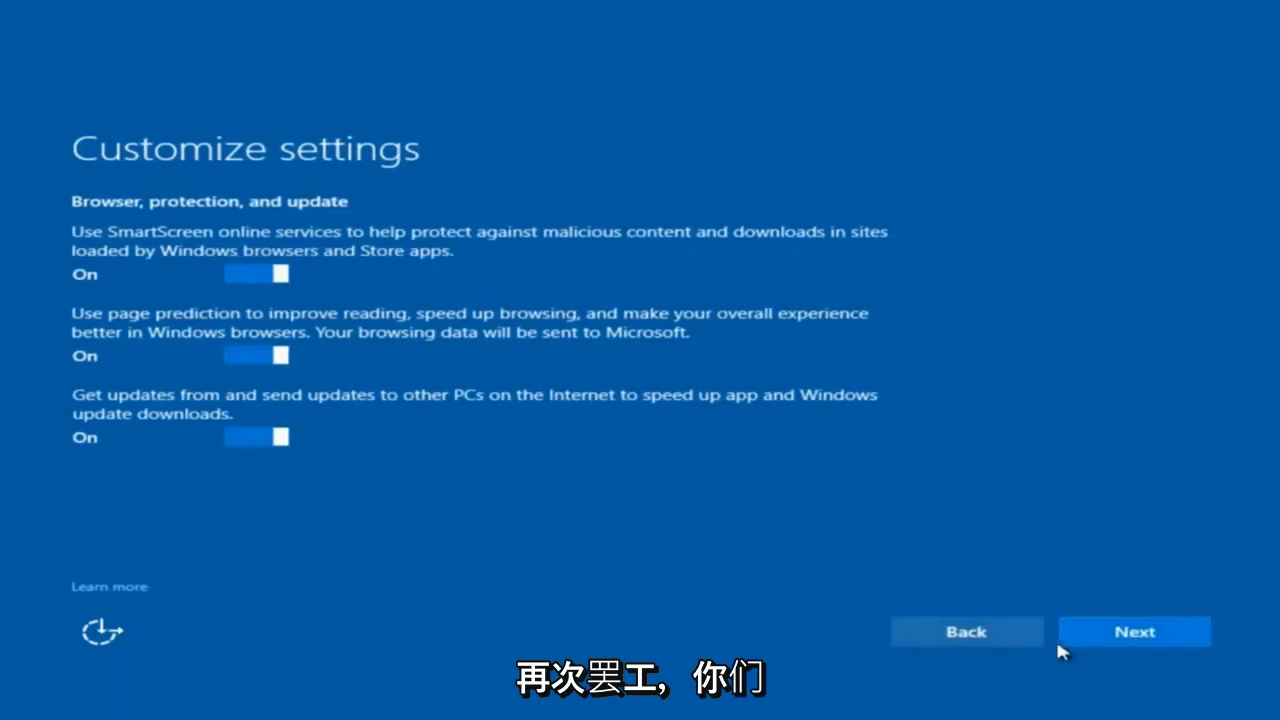 Customize settings
Browser, protection, and update
Use SmartScreen online services to help protect against malicious content and downloads in sites
loaded by Windows browsers and Store apps.
On
Use page prediction to improve reading, speed up browsing, and make your overall experience
better in Windows browsers. Your browsing data will be sent to Microsoft.
On
Get updates from and send updates to other PCs on the Internet to speed up app and Windows
update downloads.
On
Learn more
Back
Next
再次罢工，你们